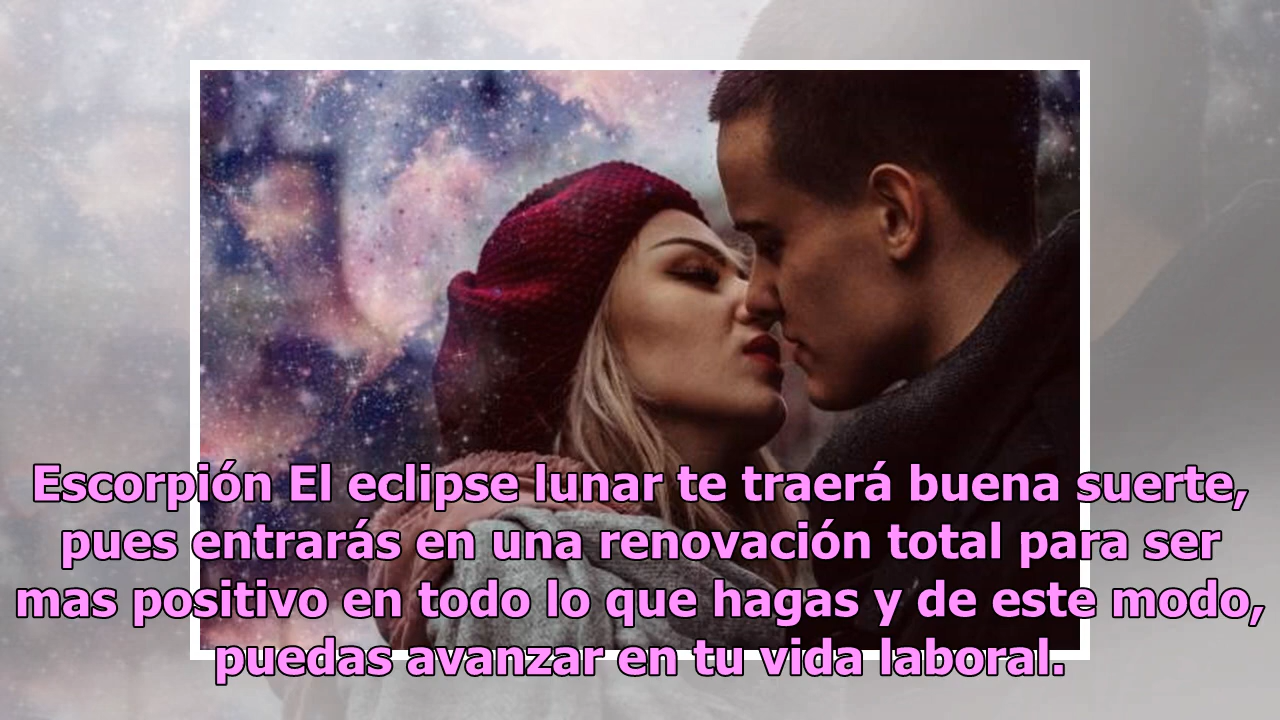 Escorpión El eclipse lunar te traerá buena suerte,
pues entrarás en una renovación total para ser
mas positivo en todo lo que hagas y de este modo,
puedas avanzar en tu vida laboral.